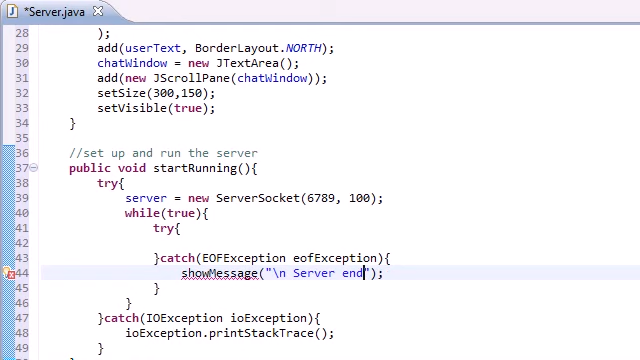 *Server.java
28 );
29 add(userText, BorderLayout.NORTH);
30 chatWindow = new JTextArea();
31 add(new JScrollPane(chatWindow));
32 setSize(300,150);
33 setVisible(true);
34 }
35
36 //set up and run the server
37 public void startRunning(){
38 try{
39 server = new ServerSocket(6789, 100);
40 while(true){
41 try{
42
43 }catch(EOFException eofException){
44 showMessage("\n Server end");
45 }
46 }
47 }catch(IOException ioException){
48 ioException.printStackTrace();
49 }